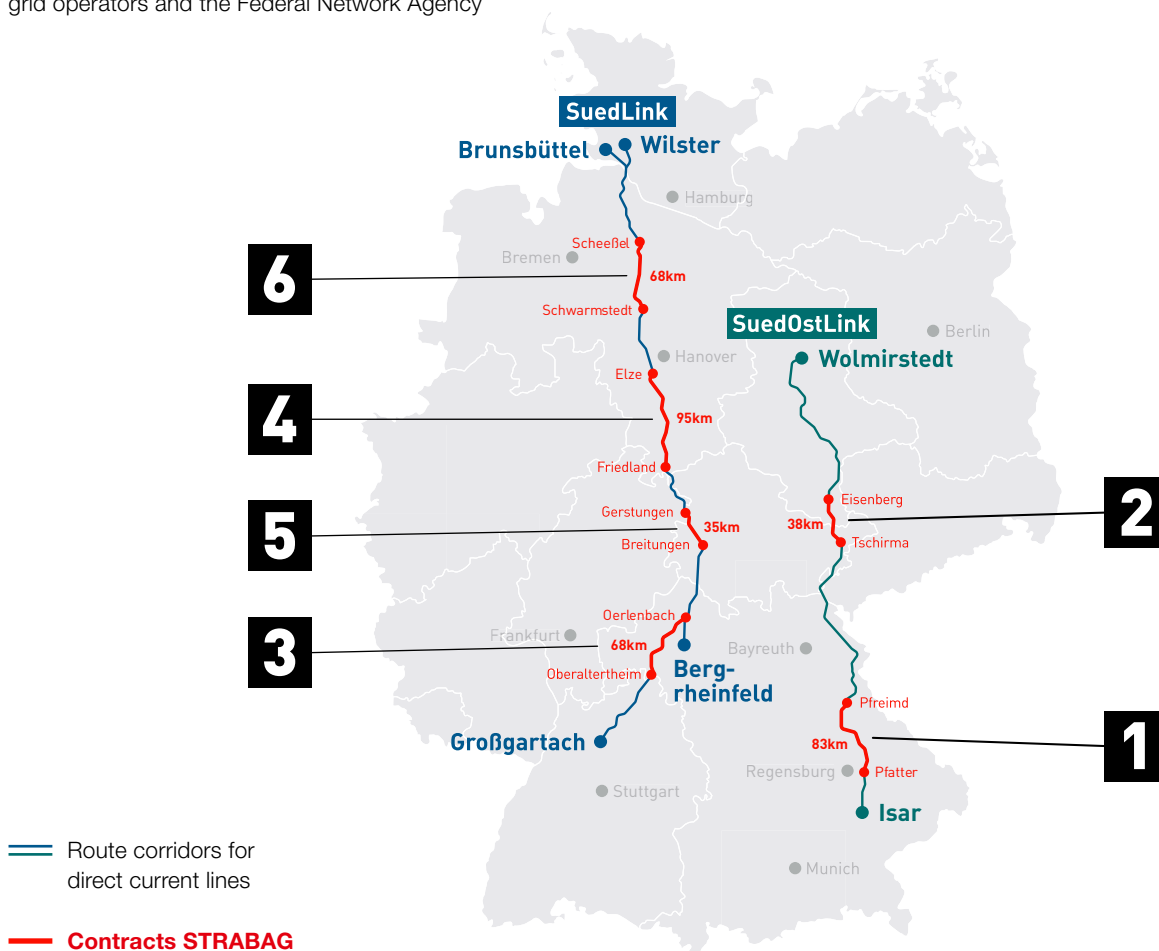 grid operators and the Federal Network Agency
SuedLink
Brunsbüttel
Wilster
Hamburg
Scheeßel
Bremen
6
68km
Schwarmstedt
SuedOstLink
Berlin
Hanover
Wolmirstedt
Elze
4
95km
Friedland
Eisenberg
2
Gerstungen
38km
5
35km
Breitungen
Tschirma
Oerlenbach
Frankfurt
3
68km
Bayreuth
Oberaltertheim
Berg-
rheinfeld
Pfreimd
Großgartach
83km
1
Regensburg
Pfatter
Stuttgart
Isar
Route corridors for
direct current lines
Munich
Contracts STRABAG